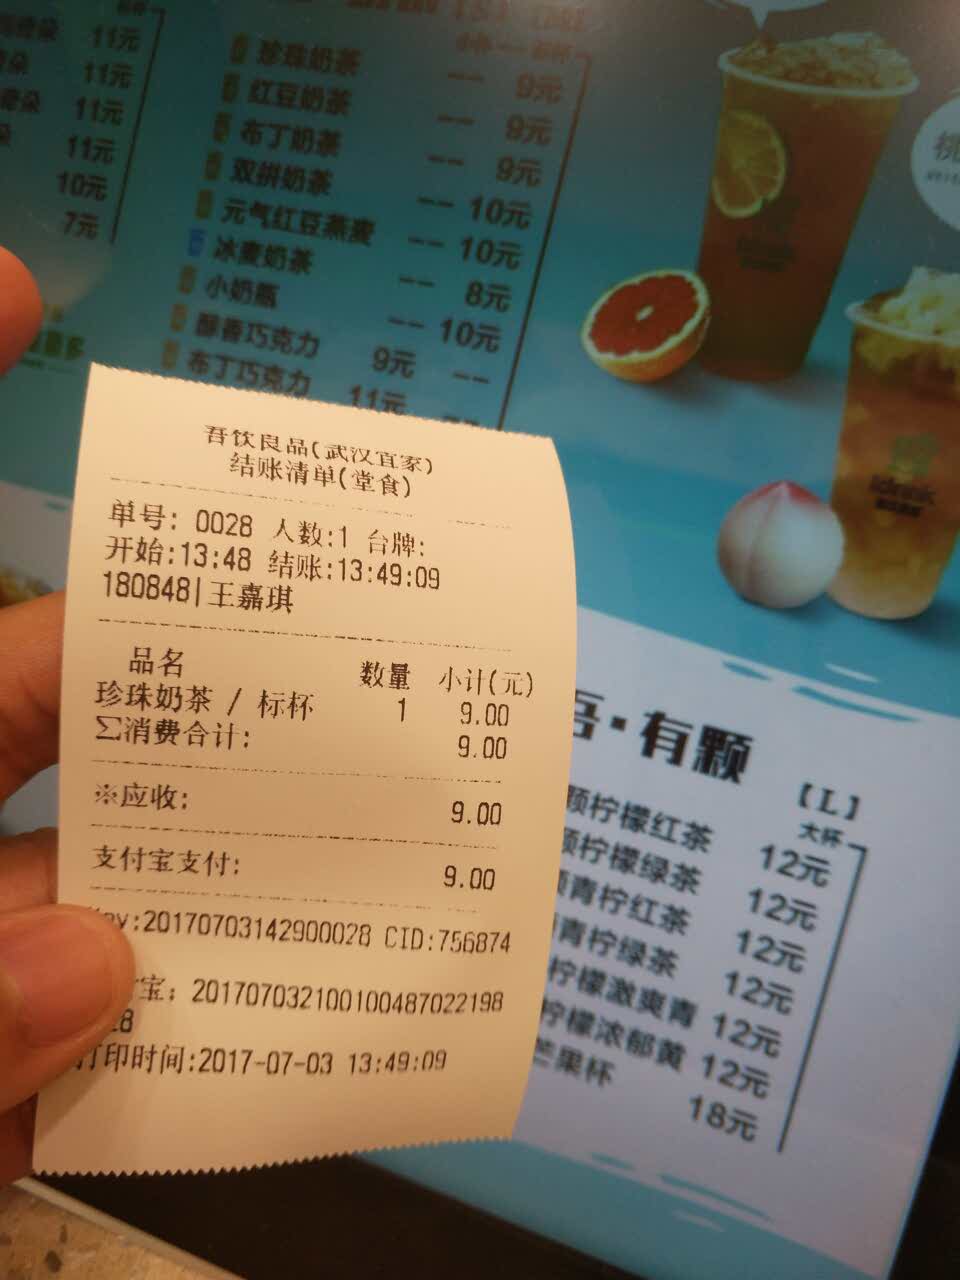 11元
11元
11元
11元
10元
7元
珍珠奶茶 -- 9元
红豆奶茶 -- 9元
布丁奶茶 -- 9元
双拼奶茶 -- 10元
元气红豆燕麦 -- 10元
冰麦奶茶 -- 8元
小奶瓶 -- 10元
醇香巧克力 9元 --
布丁巧克力 11元
桃
吾饮良品(武汉宜家)
结账清单(堂食)
单号: 0028 人数:1 台牌:
开始:13:48 结账:13:49:09
180848|王嘉琪
品名 数量 小计(元)
珍珠奶茶 / 标杯 1 9.00
∑消费合计: 9.00
※应收: 9.00
支付宝支付: 9.00
:20170703142900028 CID:756874
宝: 201707032100100487022198
28
打印时间:2017-07-03 13:49:09
吾·有颗
【L】
大杯
颗柠檬红茶 12元
颗柠檬绿茶 12元
青柠红茶 12元
青柠绿茶 12元
柠檬激爽青 12元
柠檬浓郁黄 12元
芒果杯 18元